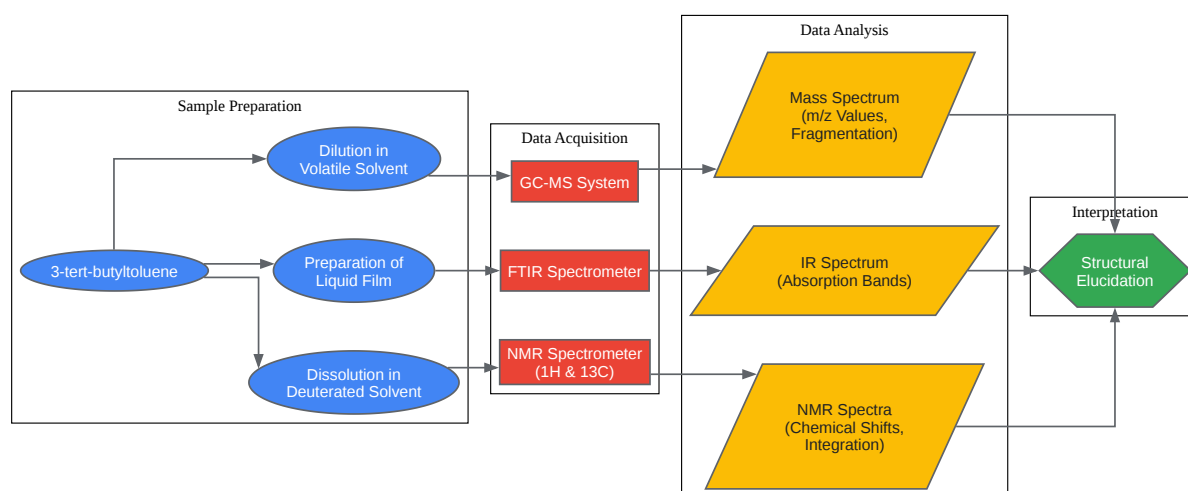 Sample Preparation
3-tert-butyltoluene
Dilution in
Volatile Solvent
Preparation of
Liquid Film
Dissolution in
Deuterated Solvent
Data Acquisition
GC-MS System
FTIR Spectrometer
NMR Spectrometer
(1H & 13C)
Data Analysis
Mass Spectrum
(m/z Values,
Fragmentation)
IR Spectrum
(Absorption Bands)
NMR Spectra
(Chemical Shifts,
Integration)
Interpretation
Structural
Elucidation